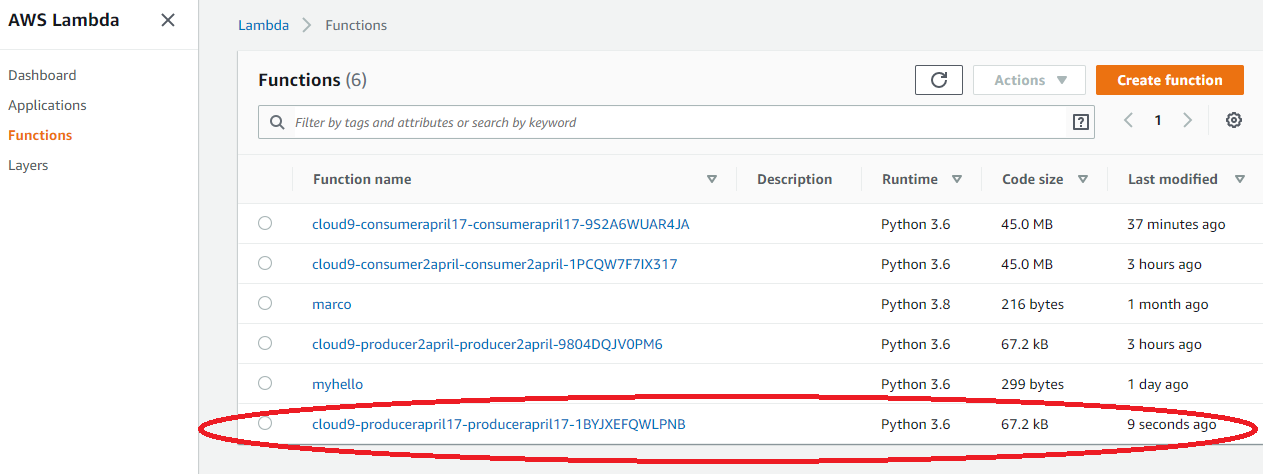 AWS Lambda
Lambda Functions
Dashboard
Applications
Functions
Layers
Functions (6)
Actions
Create function
Filter by tags and attributes or search by keyword
?
1
Function name Description Runtime Code size Last modified
cloud9-consumerapril17-consumerapril17-9S2A6WUAR4JA Python 3.6 45.0 MB 37 minutes ago
cloud9-consumer2april-consumer2april-1PCQW7F7IX317 Python 3.6 45.0 MB 3 hours ago
marco Python 3.8 216 bytes 1 month ago
cloud9-producer2april-producer2april-9804DQJV0PM6 Python 3.6 67.2 kB 3 hours ago
myhello Python 3.6 299 bytes 1 day ago
cloud9-producerapril17-producerapril17-1BYJXEFQWLPNB Python 3.6 67.2 kB 9 seconds ago